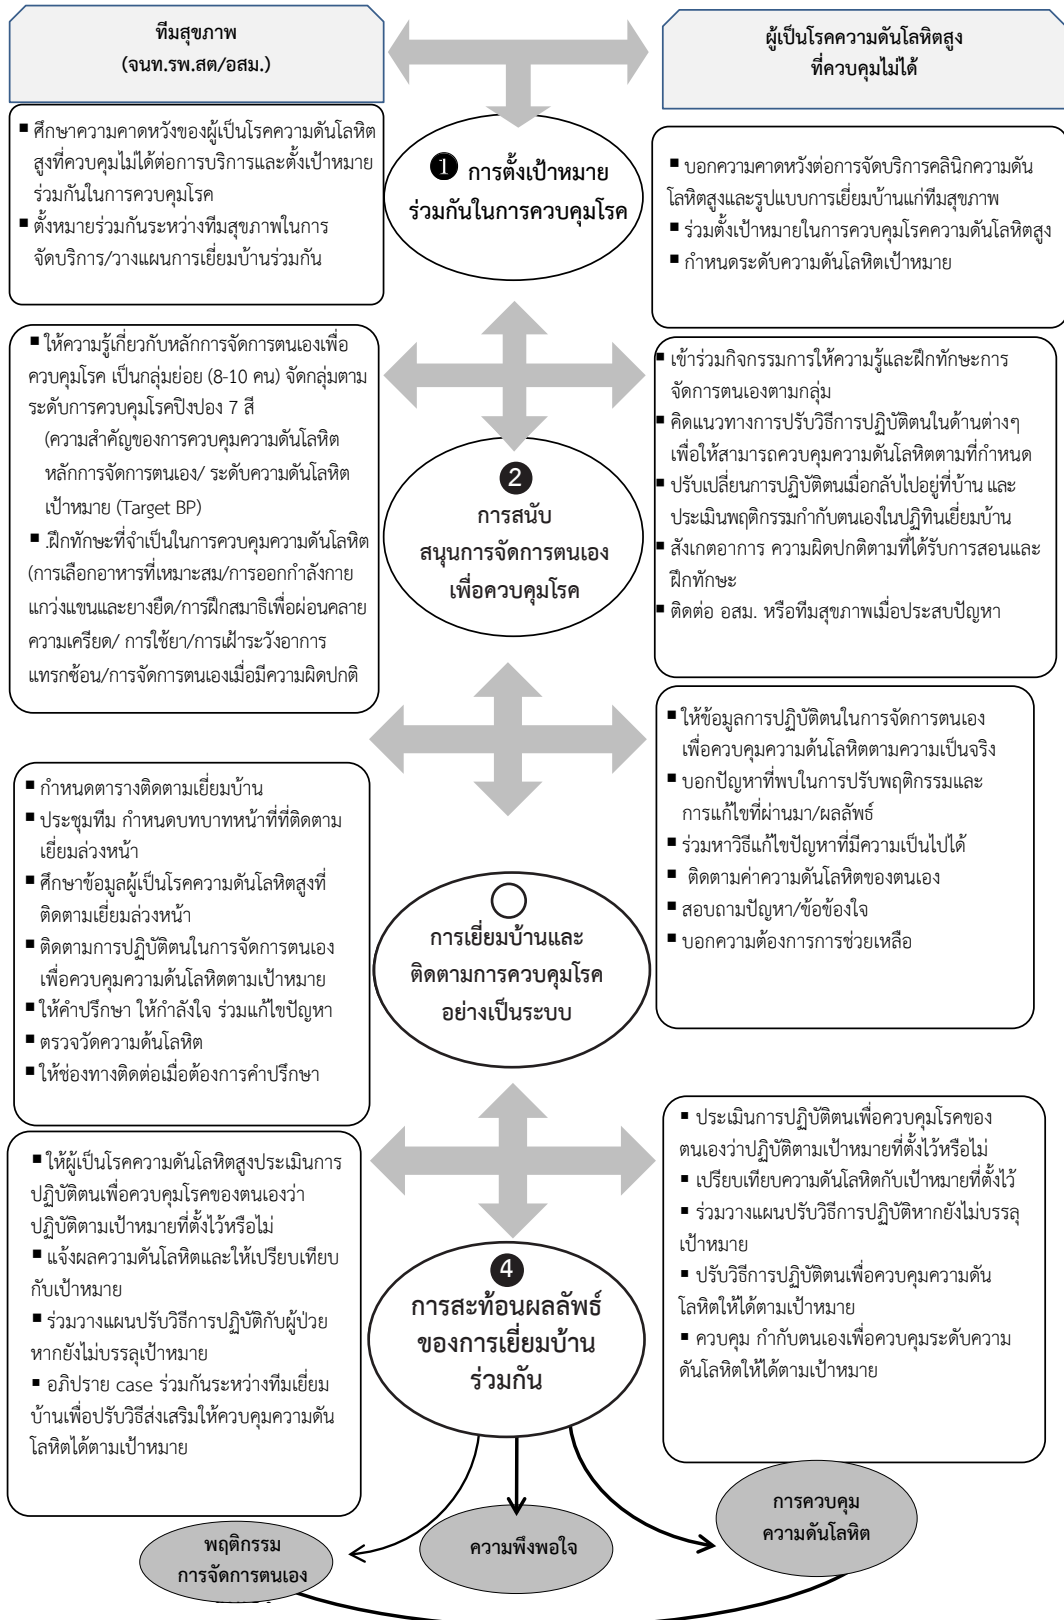 ทีมสุขภาพ
(จนท.รพ.สต/อสม.)
ผู้เป็นโรคความดันโลหิตสูง
ที่ควบคุมไม่ได้
■ ศึกษาความคาดหวังของผู้เป็นโรคความดันโลหิต
สูงที่ควบคุมไม่ได้ต่อการบริการและตั้งเป้าหมาย
ร่วมกันในการควบคุมโรค
■ ตั้งหมายร่วมกันระหว่างทีมสุขภาพในการ
จัดบริการ/วางแผนการเยี่ยมบ้านร่วมกัน
❶ การตั้งเป้าหมาย
ร่วมกันในการควบคุมโรค
■ บอกความคาดหวังต่อการจัดบริการคลินิกความดัน
โลหิตสูงและรูปแบบการเยี่ยมบ้านแก่ทีมสุขภาพ
■ ร่วมตั้งเป้าหมายในการควบคุมโรคความดันโลหิตสูง
■ กำหนดระดับความดันโลหิตเป้าหมาย
■ ให้ความรู้เกี่ยวกับหลักการจัดการตนเองเพื่อ
ควบคุมโรค เป็นกลุ่มย่อย (8-10 คน) จัดกลุ่มตาม
ระดับการควบคุมโรคปิงปอง 7 สี
(ความสำคัญของการควบคุมความดันโลหิต
หลักการจัดการตนเอง/ ระดับความดันโลหิต
เป้าหมาย (Target BP)
■ .ฝึกทักษะที่จำเป็นในการควบคุมความดันโลหิต
(การเลือกอาหารที่เหมาะสม/การออกกำลังกาย
แกว่งแขนและยางยืด/การฝึกสมาธิเพื่อผ่อนคลาย
ความเครียด/ การใช้ยา/การเฝ้าระวังอาการ
แทรกซ้อน/การจัดการตนเองเมื่อมีความผิดปกติ
❷
การสนับ
สนุนการจัดการตนเอง
เพื่อควบคุมโรค
■ เข้าร่วมกิจกรรมการให้ความรู้และฝึกทักษะการ
จัดการตนเองตามกลุ่ม
■ คิดแนวทางการปรับวิธีการปฏิบัติตนในด้านต่างๆ
เพื่อให้สามารถควบคุมความดันโลหิตตามที่กำหนด
■ ปรับเปลี่ยนการปฏิบัติตนเมื่อกลับไปอยู่ที่บ้าน และ
ประเมินพฤติกรรมกำกับตนเองในปฏิทินเยี่ยมบ้าน
■ สังเกตอาการ ความผิดปกติตามที่ได้รับการสอนและ
ฝึกทักษะ
■ ติดต่อ อสม. หรือทีมสุขภาพเมื่อประสบปัญหา
■ กำหนดตารางติดตามเยี่ยมบ้าน
■ ประชุมทีม กำหนดบทบาทหน้าที่ที่ติดตาม
เยี่ยมล่วงหน้า
■ ศึกษาข้อมูลผู้เป็นโรคความดันโลหิตสูงที่
ติดตามเยี่ยมล่วงหน้า
■ ติดตามการปฏิบัติตนในการจัดการตนเอง
เพื่อควบคุมความด้นโลหิตตามเป้าหมาย
■ ให้คำปรึกษา ให้กำลังใจ ร่วมแก้ไขปัญหา
■ ตรวจวัดความด้นโลหิต
■ ให้ช่องทางติดต่อเมื่อต้องการคำปรึกษา
การเยี่ยมบ้านและ
ติดตามการควบคุมโรค
อย่างเป็นระบบ
■ ให้ข้อมูลการปฏิบัติตนในการจัดการตนเอง
เพื่อควบคุมความด้นโลหิตตามความเป็นจริง
■ บอกปัญหาที่พบในการปรับพฤติกรรมและ
การแก้ไขที่ผ่านมา/ผลลัพธ์
■ ร่วมหาวิธีแก้ไขปัญหาที่มีความเป็นไปได้
■ ติดตามค่าความดันโลหิตของตนเอง
■ สอบถามปัญหา/ข้อข้องใจ
■ บอกความต้องการการช่วยเหลือ
■ ให้ผู้เป็นโรคความดันโลหิตสูงประเมินการ
ปฏิบัติตนเพื่อควบคุมโรคของตนเองว่า
ปฏิบัติตามเป้าหมายที่ตั้งไว้หรือไม่
■ แจ้งผลความดันโลหิตและให้เปรียบเทียบ
กับเป้าหมาย
■ ร่วมวางแผนปรับวิธีการปฏิบัติกับผู้ป่วย
หากยังไม่บรรลุเป้าหมาย
■ อภิปราย case ร่วมกันระหว่างทีมเยี่ยม
บ้านเพื่อปรับวิธีส่งเสริมให้ควบคุมความดัน
โลหิตได้ตามเป้าหมาย
❹
การสะท้อนผลลัพธ์
ของการเยี่ยมบ้าน
ร่วมกัน
■ ประเมินการปฏิบัติตนเพื่อควบคุมโรคของ
ตนเองว่าปฏิบัติตามเป้าหมายที่ตั้งไว้หรือไม่
■ เปรียบเทียบความดันโลหิตกับเป้าหมายที่ตั้งไว้
■ ร่วมวางแผนปรับวิธีการปฏิบัติหากยังไม่บรรลุ
เป้าหมาย
■ ปรับวิธีการปฏิบัติตนเพื่อควบคุมความดัน
โลหิตให้ได้ตามเป้าหมาย
■ ควบคุม กำกับตนเองเพื่อควบคุมระดับความ
ดันโลหิตให้ได้ตามเป้าหมาย
พฤติกรรม
การจัดการตนเอง
ความพึงพอใจ
การควบคุม
ความดันโลหิต